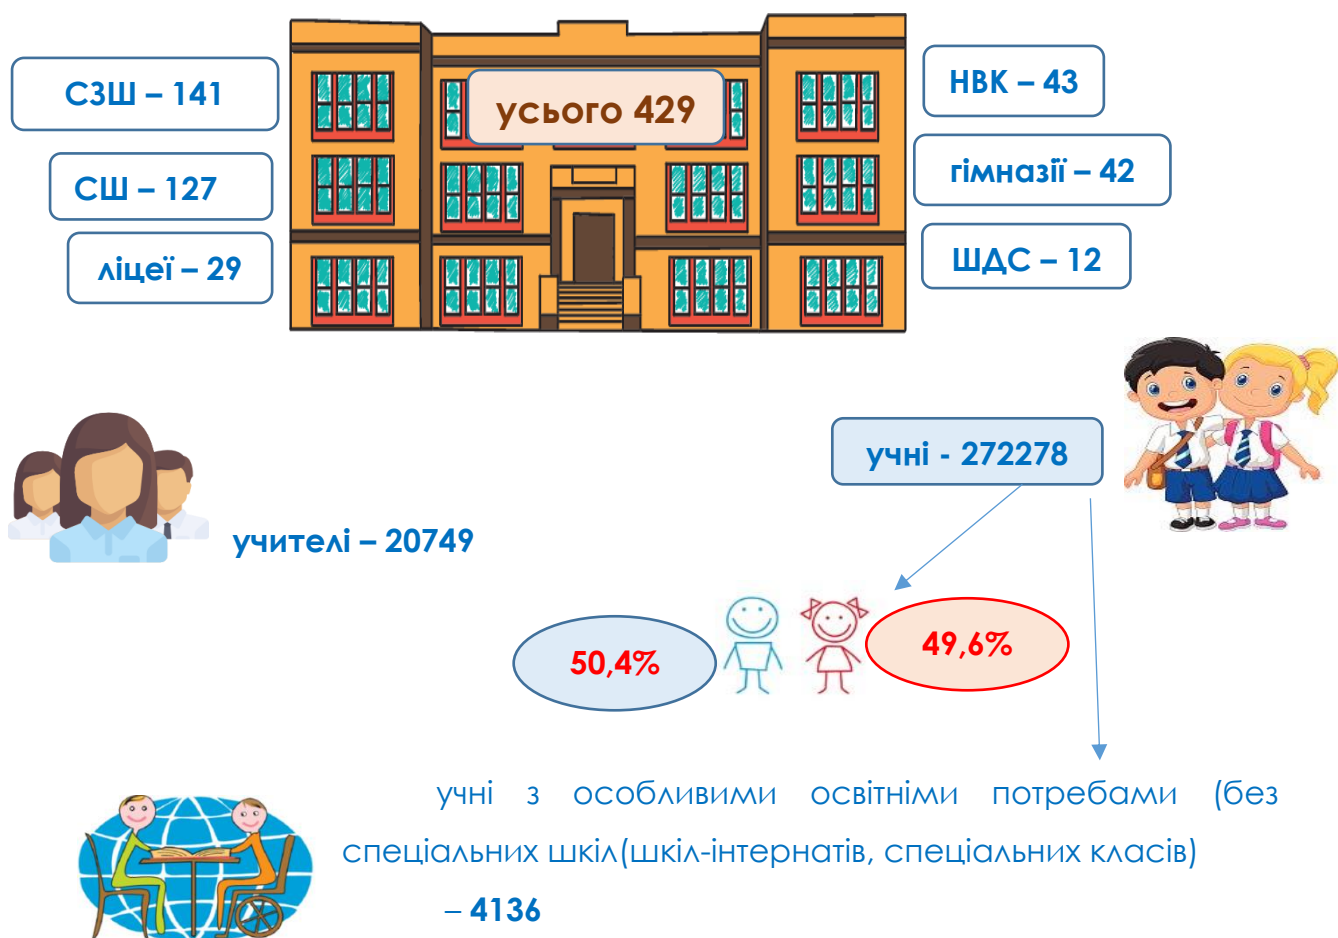 усього 429
СЗШ – 141
СШ – 127
ліцеї – 29
НВК – 43
гімназії – 42
ШДС – 12
учні - 272278
учителі – 20749
50,4%
49,6%
учні з особливими освітніми потребами (без
спеціальних шкіл(шкіл-інтернатів, спеціальних класів)
– 4136